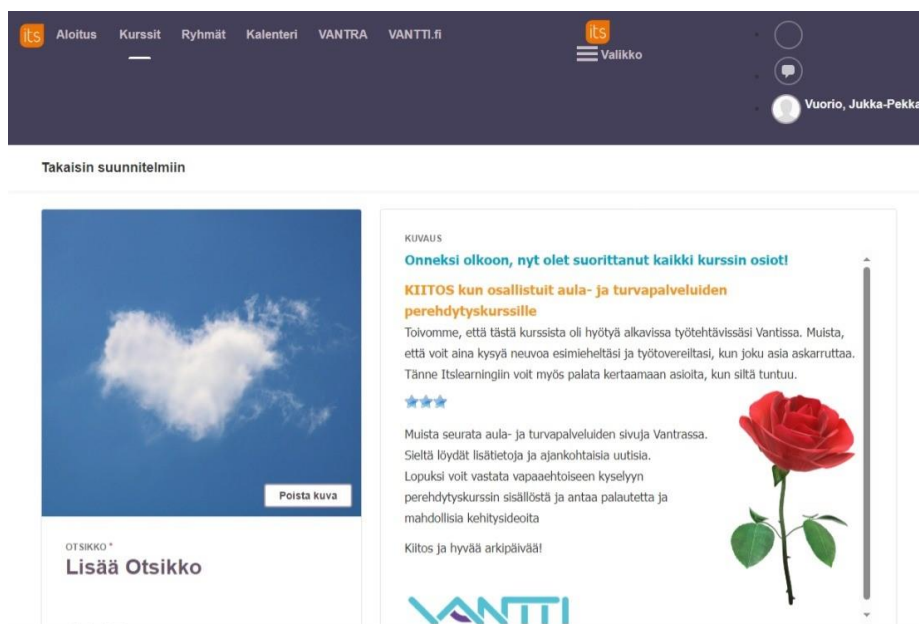 its Aloitus Kurssit Ryhmät Kalenteri VANTRA VANTTI.fi
its
Valikko
Vuorio, Jukka-Pekka
Takaisin suunnitelmiin
Poista kuva
OTSIKKO *
Lisää Otsikko
KUVAUS
Onneksi olkoon, nyt olet suorittanut kaikki kurssin osiot!
KIITOS kun osallistuit aula- ja turvapalveluiden
perehdytyskurssille
Toivomme, että tästä kurssista oli hyötyä alkavissa työtehtävissäsi Vantissa. Muista,
että voit aina kysyä neuvoa esimieheltäsi ja työtovereiltasi, kun joku asia askarruttaa.
Tänne Itslearningiin voit myös palata kertaamaan asioita, kun siltä tuntuu.
Muista seurata aula- ja turvapalveluiden sivuja Vantrassa.
Sieltä löydät lisätietoja ja ajankohtaisia uutisia.
Lopuksi voit vastata vapaaehtoiseen kyselyyn
perehdytyskurssin sisällöstä ja antaa palautetta ja
mahdollisia kehitysideoita
Kiitos ja hyvää arkipäivää!
VANTTI